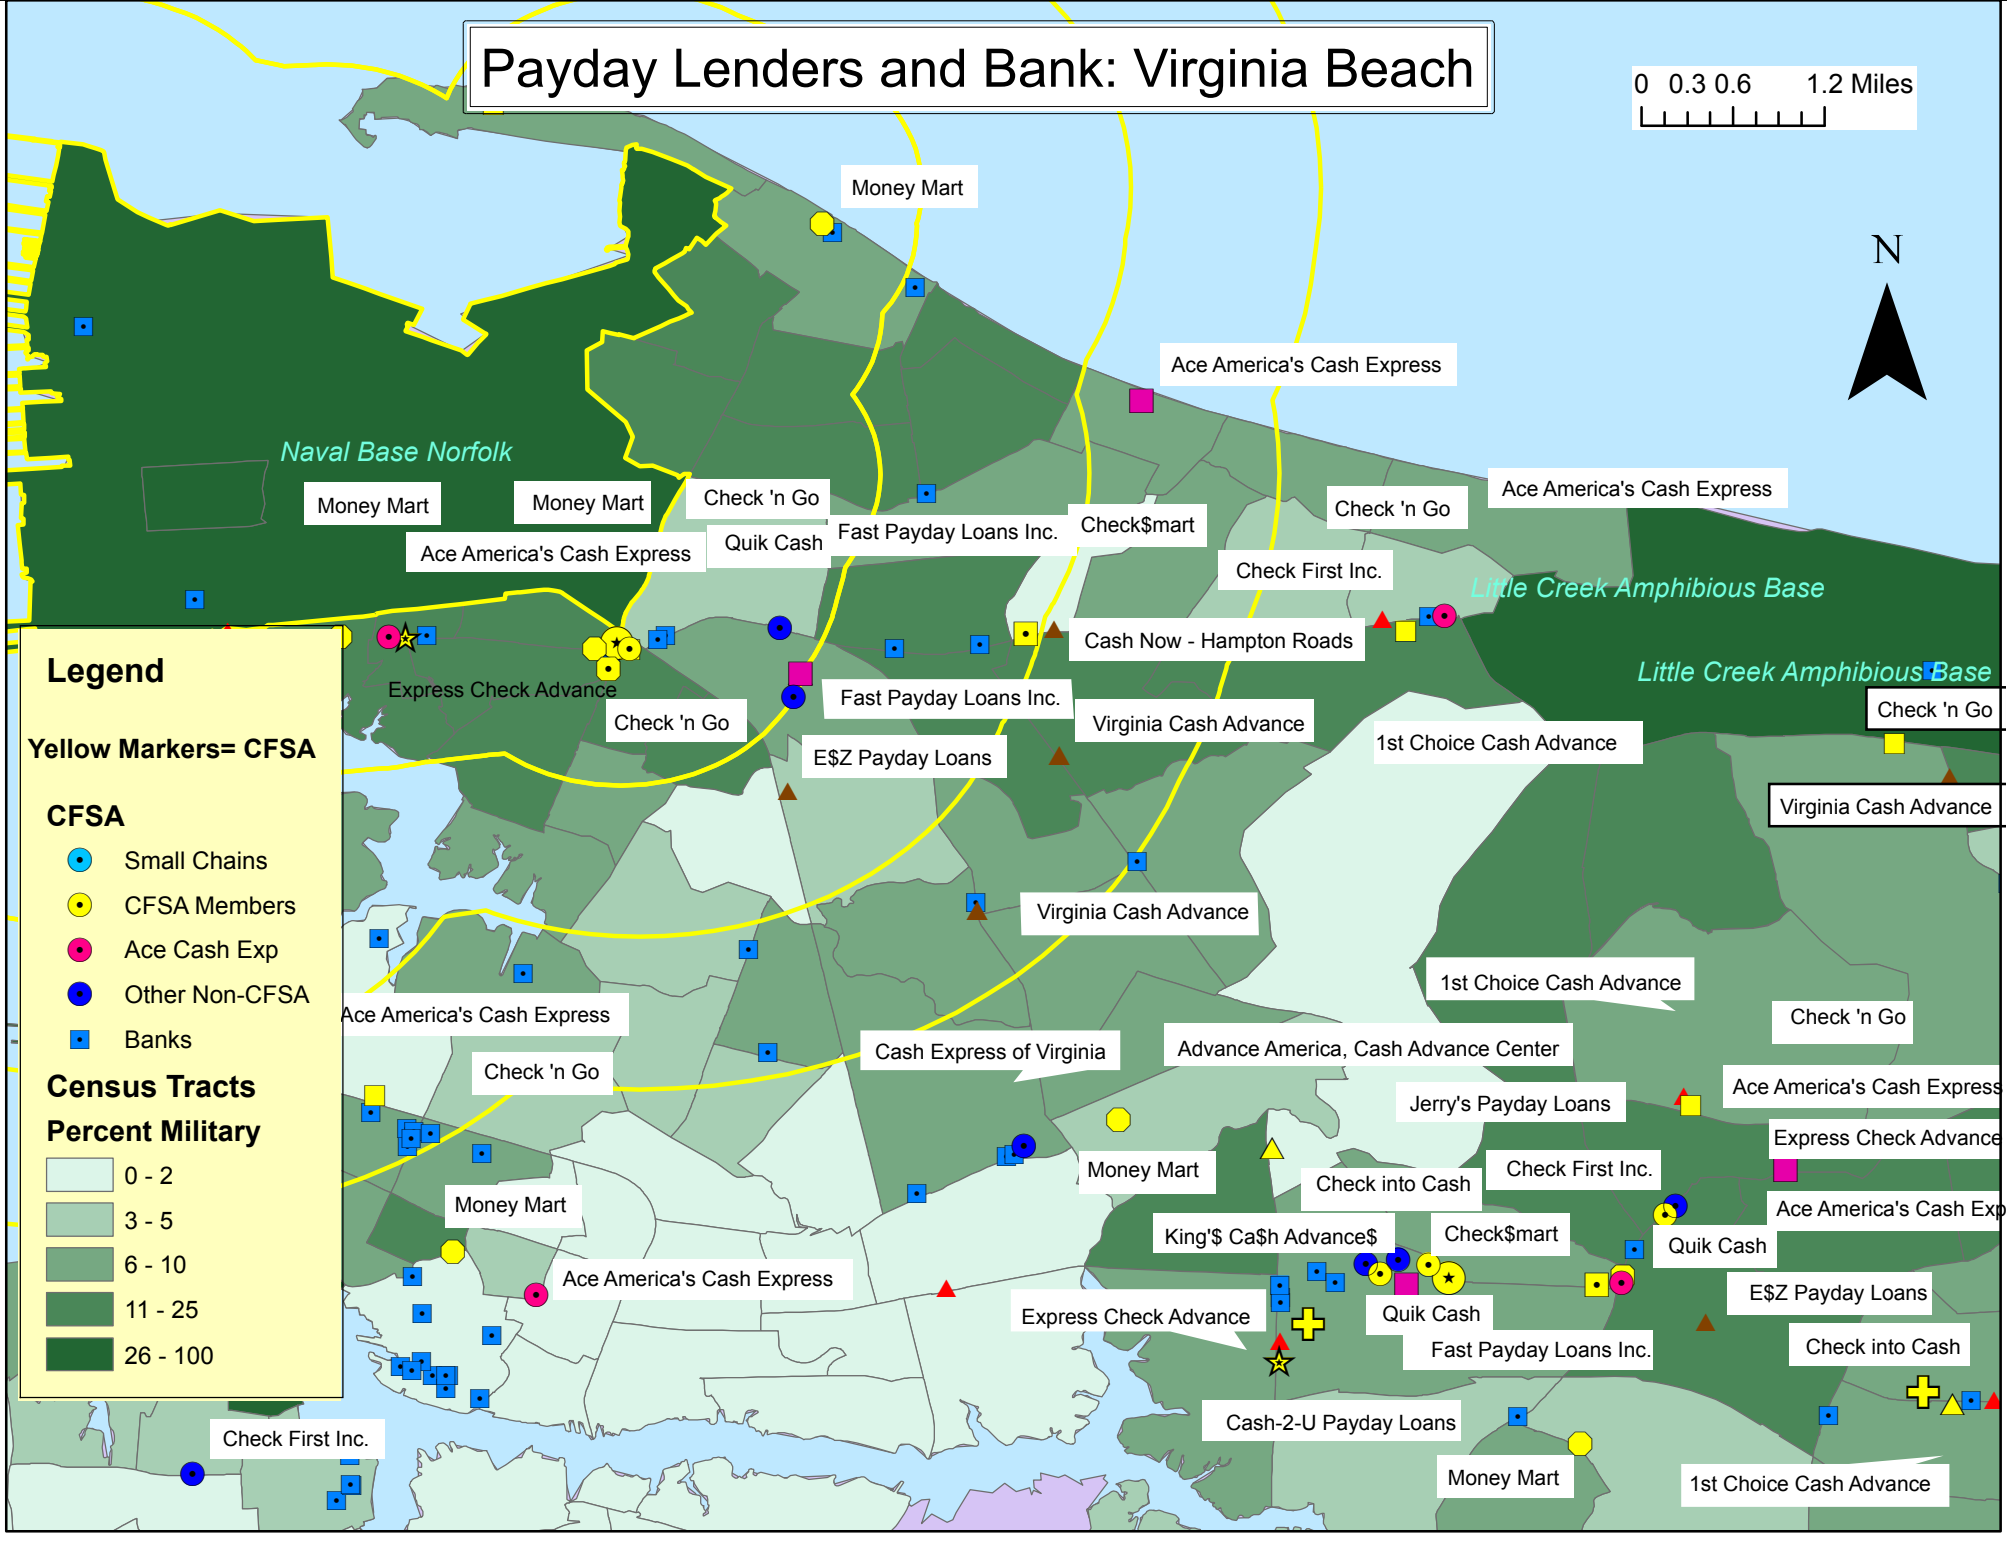 Payday Lenders and Bank: Virginia Beach
0 0.3 0.6 1.2 Miles
N
Money Mart
Ace America's Cash Express
Naval Base Norfolk
Money Mart
Money Mart
Check 'n Go
Ace America's Cash Express
Quik Cash
Fast Payday Loans Inc.
Check$mart
Check 'n Go
Ace America's Cash Express
Check First Inc.
Little Creek Amphibious Base
Cash Now - Hampton Roads
Little Creek Amphibious Base
Express Check Advance
Check 'n Go
Fast Payday Loans Inc.
Virginia Cash Advance
Check 'n Go
E$Z Payday Loans
1st Choice Cash Advance
Virginia Cash Advance
Virginia Cash Advance
1st Choice Cash Advance
Check 'n Go
Ace America's Cash Express
Check 'n Go
Cash Express of Virginia
Advance America, Cash Advance Center
Ace America's Cash Express
Jerry's Payday Loans
Express Check Advance
Money Mart
Check First Inc.
Check into Cash
Money Mart
Ace America's Cash Exp
King'$ Ca$h Advance$
Check$mart
Quik Cash
Ace America's Cash Express
E$Z Payday Loans
Express Check Advance
Quik Cash
Fast Payday Loans Inc.
Check into Cash
Cash-2-U Payday Loans
Check First Inc.
Money Mart
1st Choice Cash Advance
Legend
Yellow Markers= CFSA
CFSA
Small Chains
CFSA Members
Ace Cash Exp
Other Non-CFSA
Banks
Census Tracts
Percent Military
0 - 2
3 - 5
6 - 10
11 - 25
26 - 100